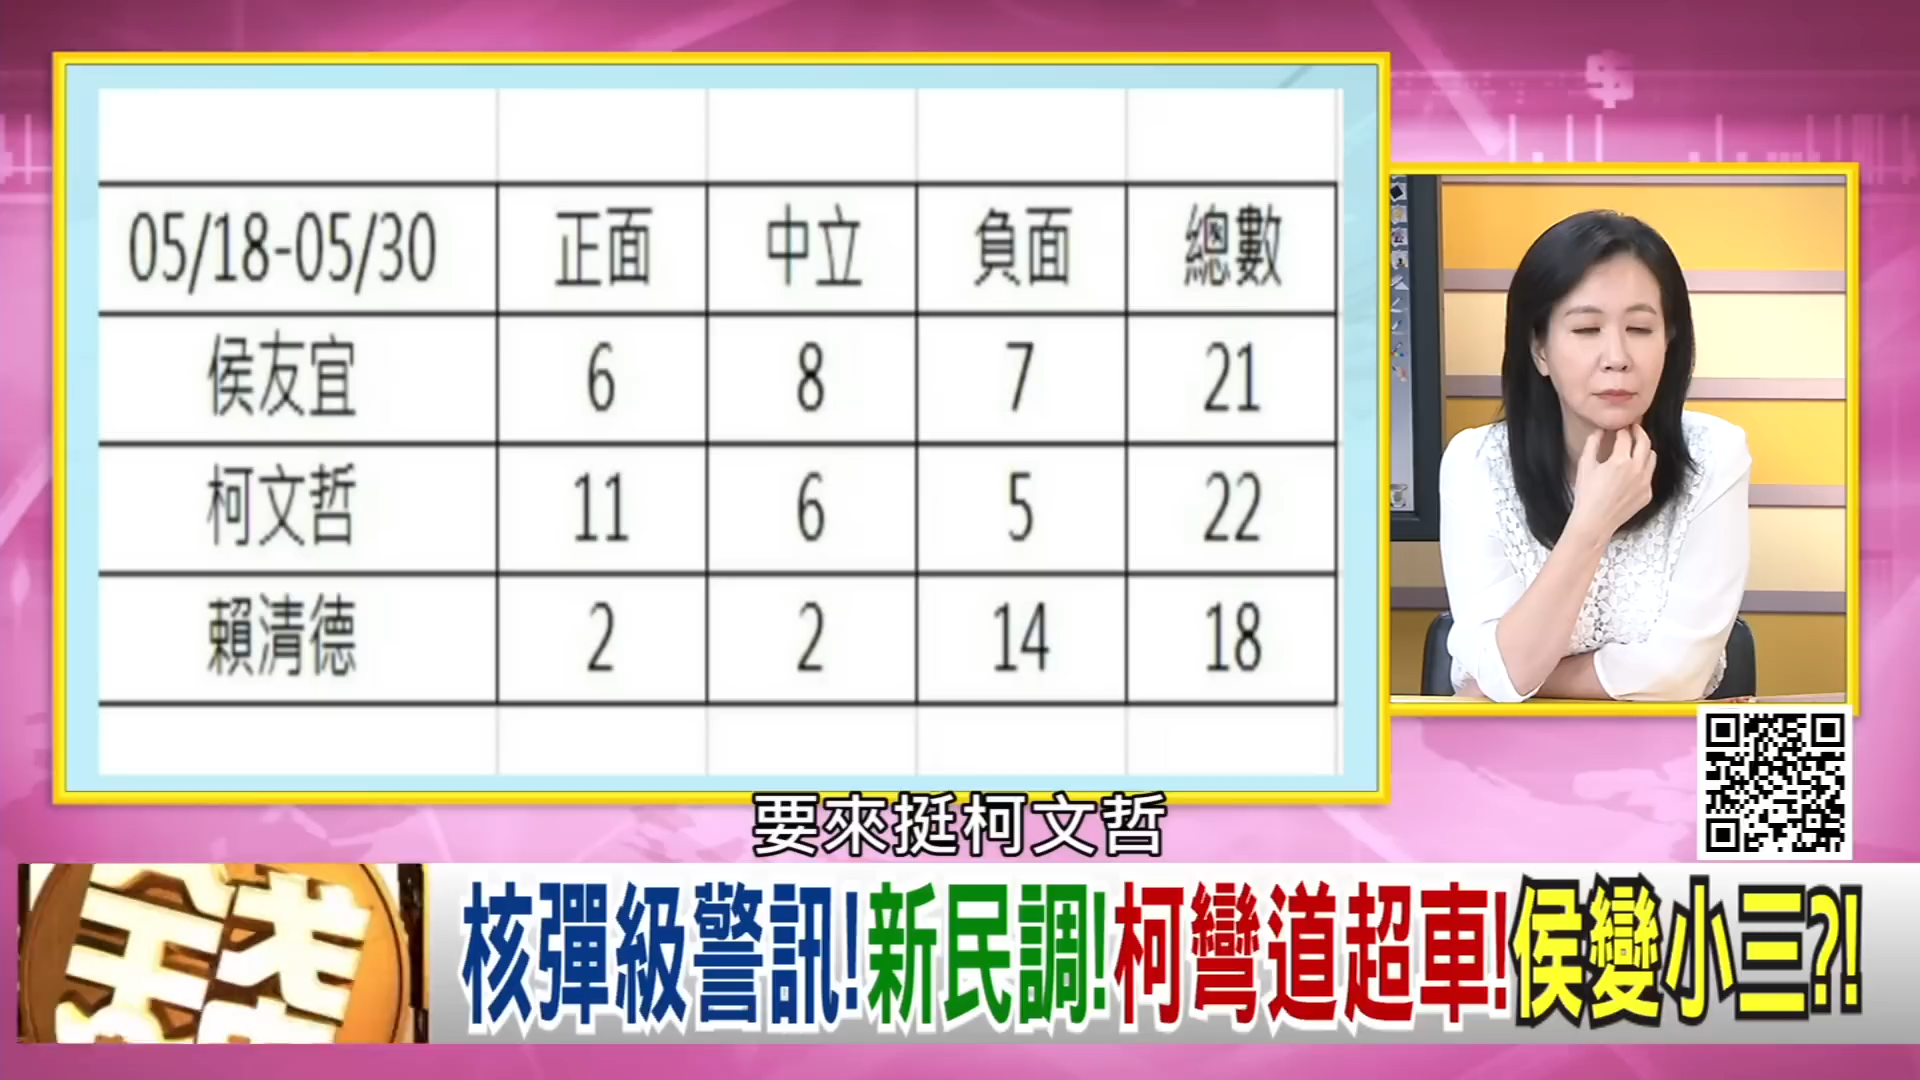 05/18-05/30 正面 中立 負面 總數
侯友宜 6 8 7 21
柯文哲 11 6 5 22
賴清德 2 2 14 18
要來挺柯文哲
核彈級警訊!新民調!柯彎道超車!侯變小三?!